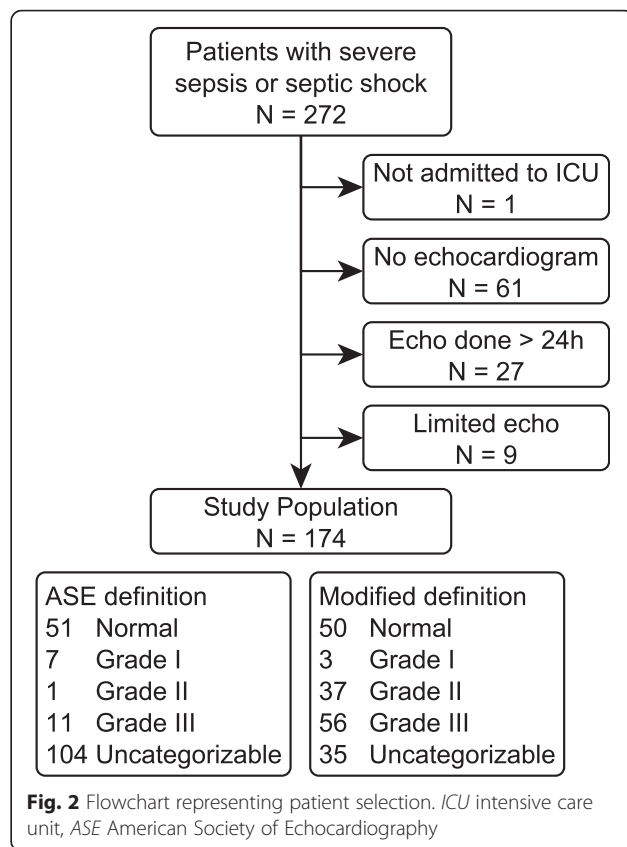 Patients with severe
sepsis or septic shock
N = 272
Not admitted to ICU
N = 1
No echocardiogram
N = 61
Echo done > 24h
N = 27
Limited echo
N = 9
Study Population
N = 174
ASE definition
51 Normal
7 Grade I
1 Grade II
11 Grade III
104 Uncategorizable
Modified definition
50 Normal
3 Grade I
37 Grade II
56 Grade III
35 Uncategorizable
Fig. 2 Flowchart representing patient selection. ICU intensive care
unit, ASE American Society of Echocardiography